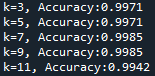 k=3, Accuracy:0.9971
k=5, Accuracy:0.9971
k=7, Accuracy:0.9985
k=9, Accuracy:0.9985
k=11, Accuracy:0.9942